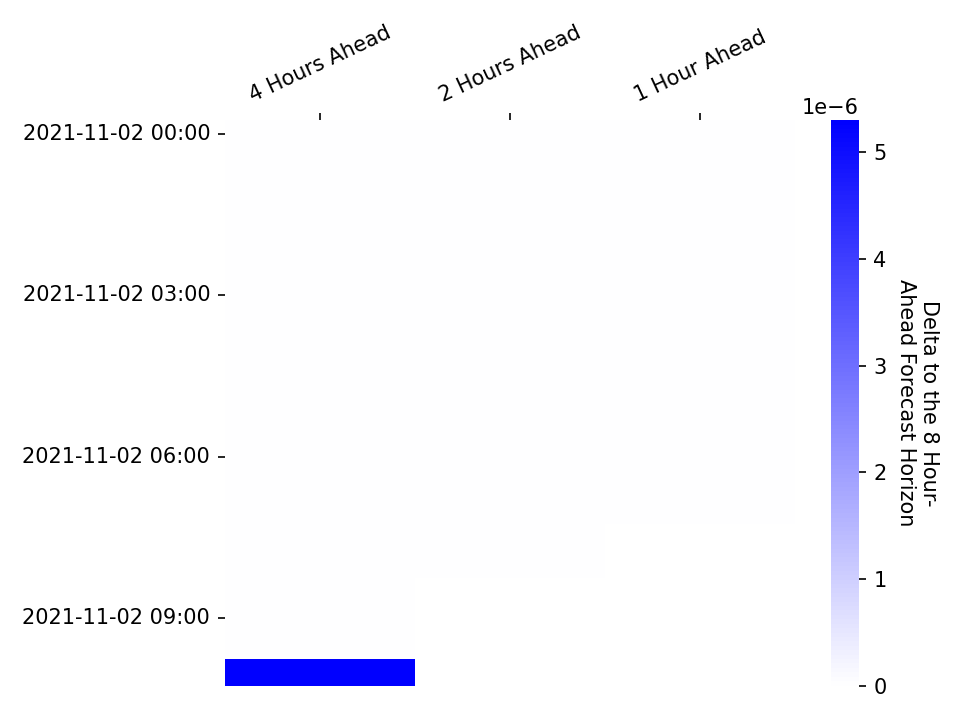 4 Hours Ahead
2 Hours Ahead
1 Hour Ahead
1e−6
2021-11-02 00:00
2021-11-02 03:00
2021-11-02 06:00
2021-11-02 09:00
5
4
3
2
1
0
Delta to the 8 Hour-
Ahead Forecast Horizon